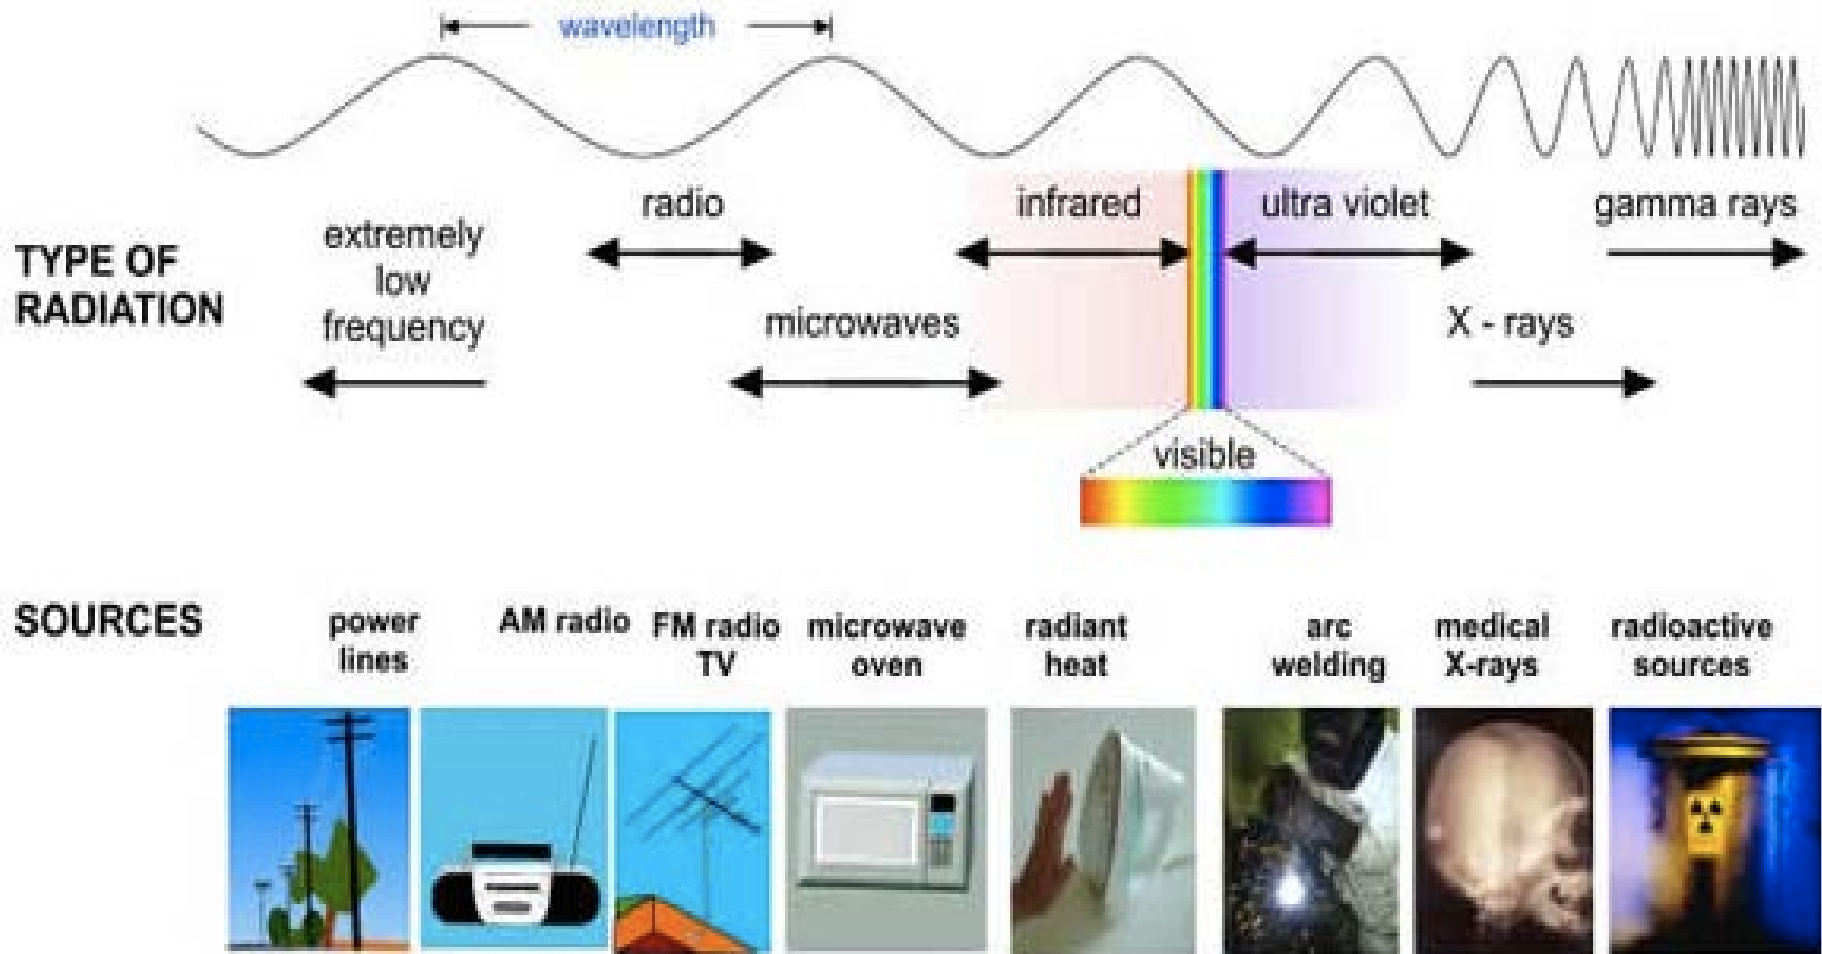 wavelength
TYPE OF
RADIATION
extremely
low
frequency
radio
microwaves
infrared
ultra violet
X - rays
gamma rays
visible
SOURCES
power
lines
AM radio
FM radio
TV
microwave
oven
radiant
heat
arc
welding
medical
X-rays
radioactive
sources